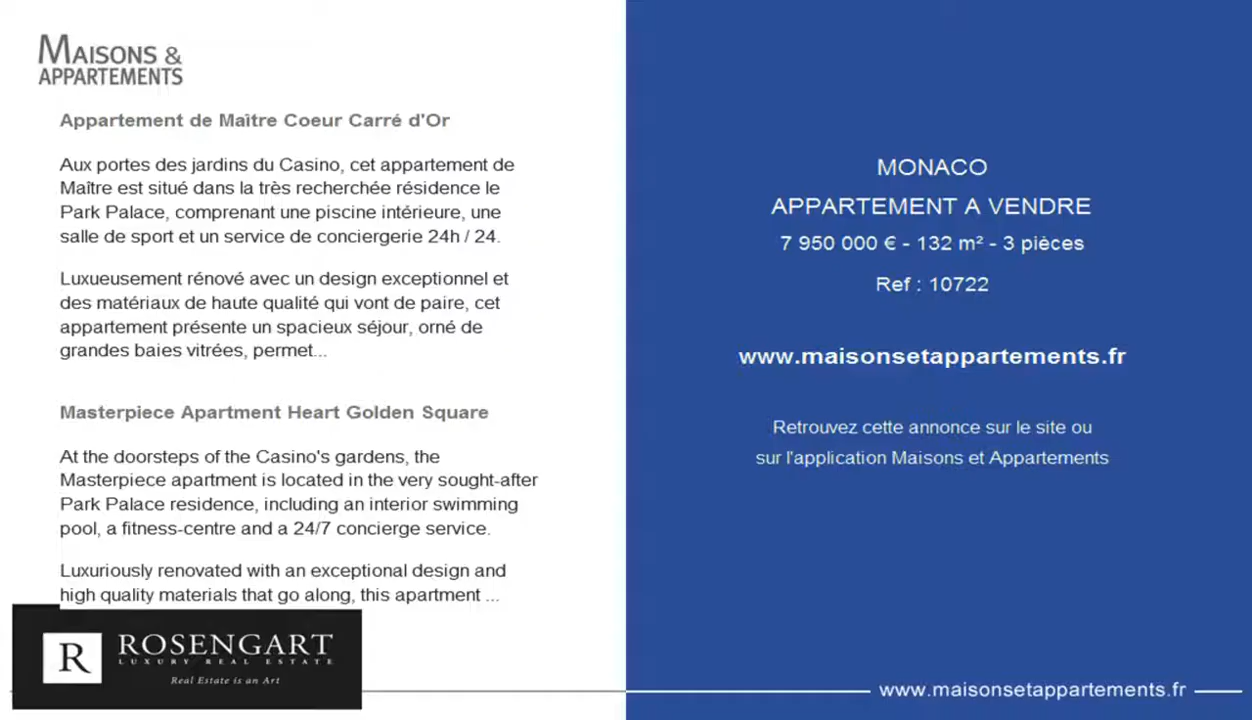 MAISONS &
APPARTEMENTS
Appartement de Maître Coeur Carré d'Or
Aux portes des jardins du Casino, cet appartement de
Maître est situé dans la très recherchée résidence le
Park Palace, comprenant une piscine intérieure, une
salle de sport et un service de conciergerie 24h / 24.
Luxueusement rénové avec un design exceptionnel et
des matériaux de haute qualité qui vont de paire, cet
appartement présente un spacieux séjour, orné de
grandes baies vitrées, permet...
Masterpiece Apartment Heart Golden Square
At the doorsteps of the Casino's gardens, the
Masterpiece apartment is located in the very sought-after
Park Palace residence, including an interior swimming
pool, a fitness-centre and a 24/7 concierge service.
Luxuriously renovated with an exceptional design and
high quality materials that go along, this apartment ...
R
ROSENGART
LUXURY REAL ESTATE
Real Estate is an Art
MONACO
APPARTEMENT A VENDRE
7 950 000 € - 132 m² - 3 pièces
Ref : 10722
www.maisonsetappartements.fr
Retrouvez cette annonce sur le site ou
sur l'application Maisons et Appartements
www.maisonsetappartements.fr